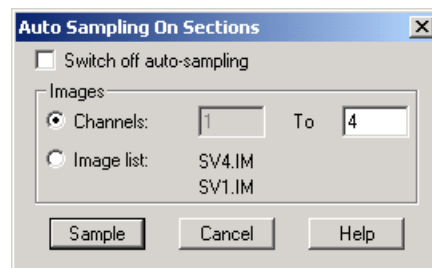 Auto Sampling On Sections
Switch off auto-sampling
Images
Channels: 1 To 4
Image list: SV4.IM
SV1.IM
Sample Cancel Help